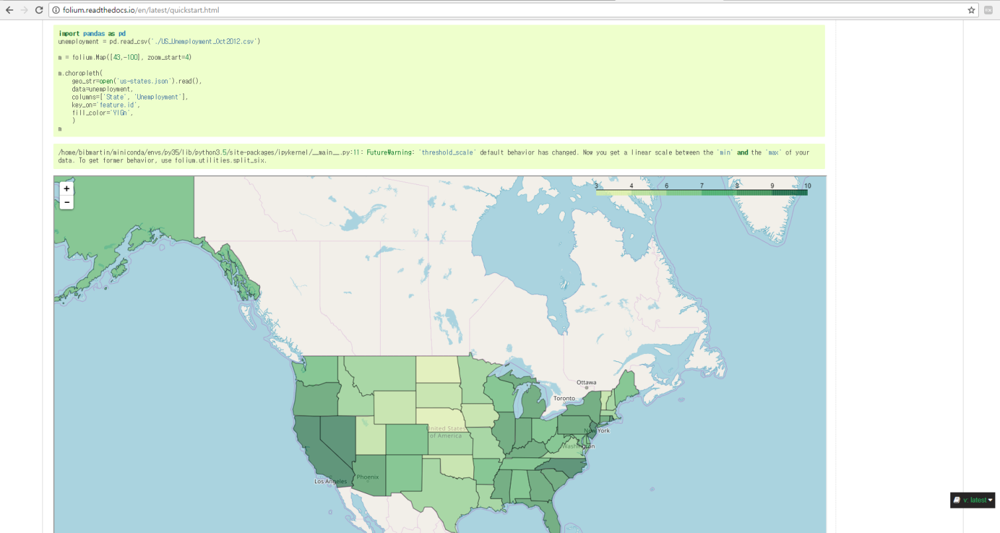 folium.readthedocs.io/en/latest/quickstart.html
import pandas as pd
unemployment = pd.read_csv('./US_Unemployment_Oct2012.csv')
m = folium.Map([43,-100], zoom_start=4)
m.choropleth(
geo_str=open('us-states.json').read(),
data=unemployment,
columns=['State', 'Unemployment'],
key_on='feature.id',
fill_color='YlGn',
)
m
/home/bibmartin/miniconda/envs/py35/lib/python3.5/site-packages/ipykernel/__main__.py:11: FutureWarning: 'threshold_scale' default behavior has changed. Now you get a linear scale between the 'min' and the 'max' of your
data. To get former behavior, use folium.utilities.split_six.
+
−
3 4 6 7 8 9 10
Ottawa
Toronto
United States
of America
New York
Washington
Phoenix
Los Angeles
v: latest